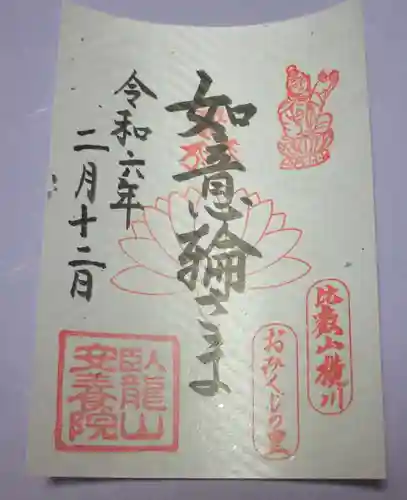 比叡山横川
おみくじの里
如意輪さま
令和六年
二月十二日
臥龍山
安養院